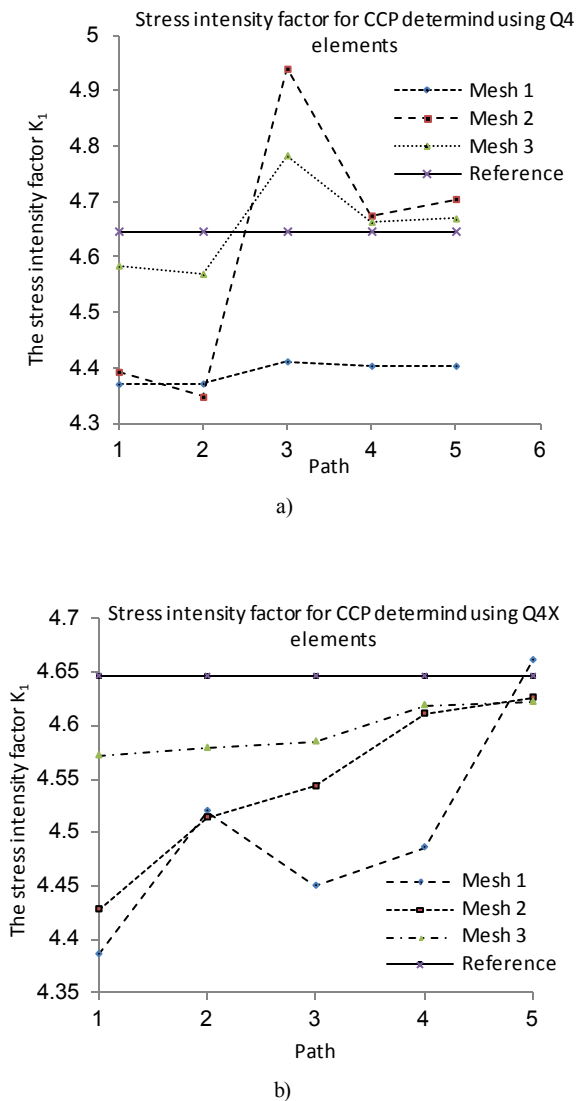 Stress intensity factor for CCP determind using Q4
elements
5
4.9
4.8
4.7
4.6
4.5
4.4
4.3
The stress intensity factor K1
Mesh 1
Mesh 2
Mesh 3
Reference
1 2 3 4 5 6
Path
a)
Stress intensity factor for CCP determind using Q4X
elements
4.7
4.65
4.6
4.55
4.5
4.45
4.4
4.35
The stress intensity factor K1
Mesh 1
Mesh 2
Mesh 3
Reference
1 2 3 4 5
Path
b)